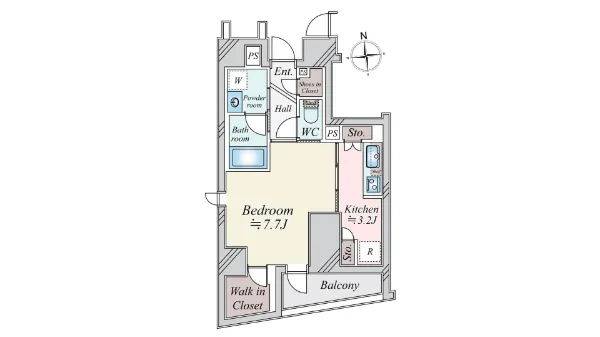 N
PS
W
Ent.
PS
Shoes in
Closet
Powder
room
Hall
Bath
room
WC
PS
Sto.
Bedroom
≒7.7J
Kitchen
≒3.2J
Sto.
R
Walk in
Closet
Balcony